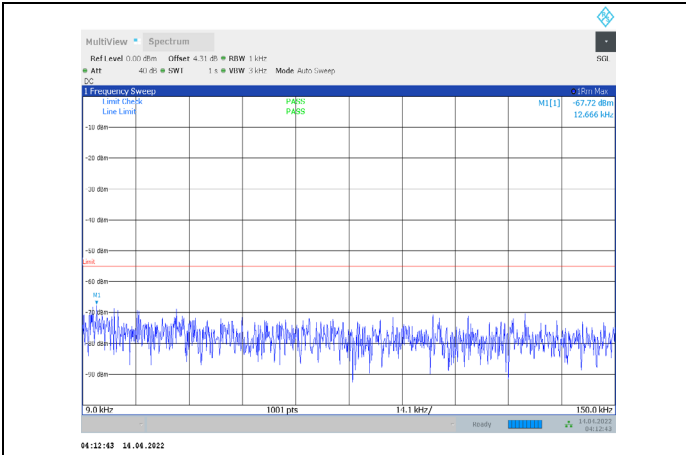 MultiView Spectrum
Ref Level 0.00 dBm Offset 4.31 dB RBW 1 kHz SGL
Att 40 dB SWT 1 s VBW 3 kHz Mode Auto Sweep
DC
1 Frequency Sweep 1Rm Max
Limit Check PASS M1[1] -67.72 dBm
Line Limit PASS 12.666 kHz
-10 dBm
-20 dBm
-30 dBm
-40 dBm
-50 dBm
Limit
-60 dBm
M1
-70 dBm
-80 dBm
-90 dBm
9.0 kHz 1001 pts 14.1 kHz/ 150.0 kHz
Ready 14.04.2022
04:12:43
04:12:43 14.04.2022